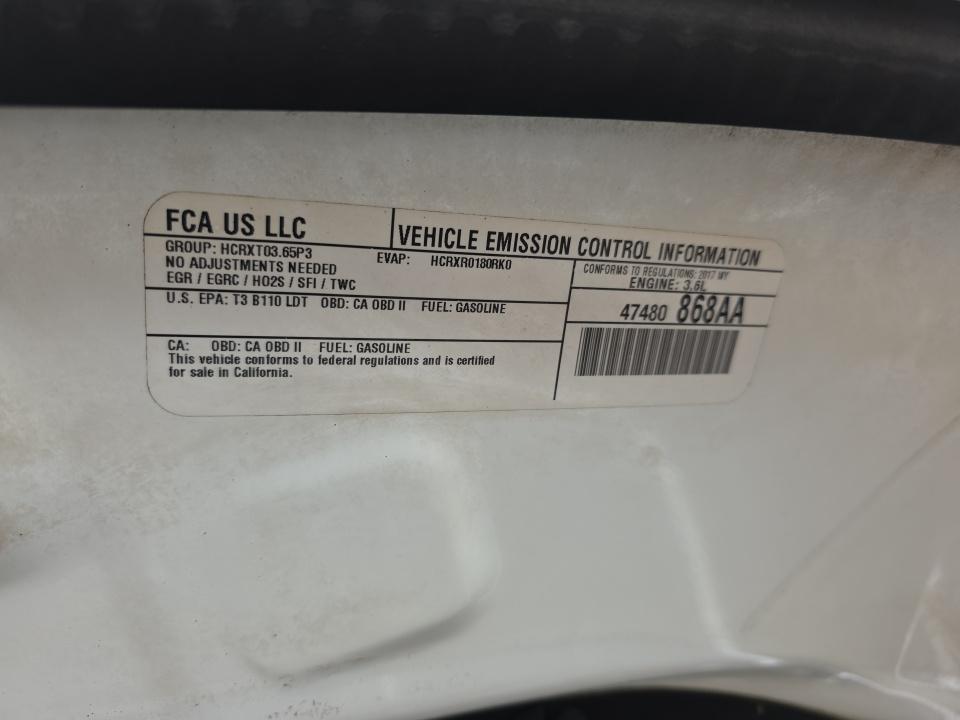 FCA US LLC
VEHICLE EMISSION CONTROL INFORMATION
GROUP: HCRXT03.65P3 EVAP: HCRXR0180RK0
NO ADJUSTMENTS NEEDED
EGR / EGRC / HO2S / SFI / TWC
CONFORMS TO REGULATIONS: 2017 MY
ENGINE: 3.6L
U.S. EPA: T3 B110 LDT OBD: CA OBD II FUEL: GASOLINE
47480 868AA
CA: OBD: CA OBD II FUEL: GASOLINE
This vehicle conforms to federal regulations and is certified
for sale in California.